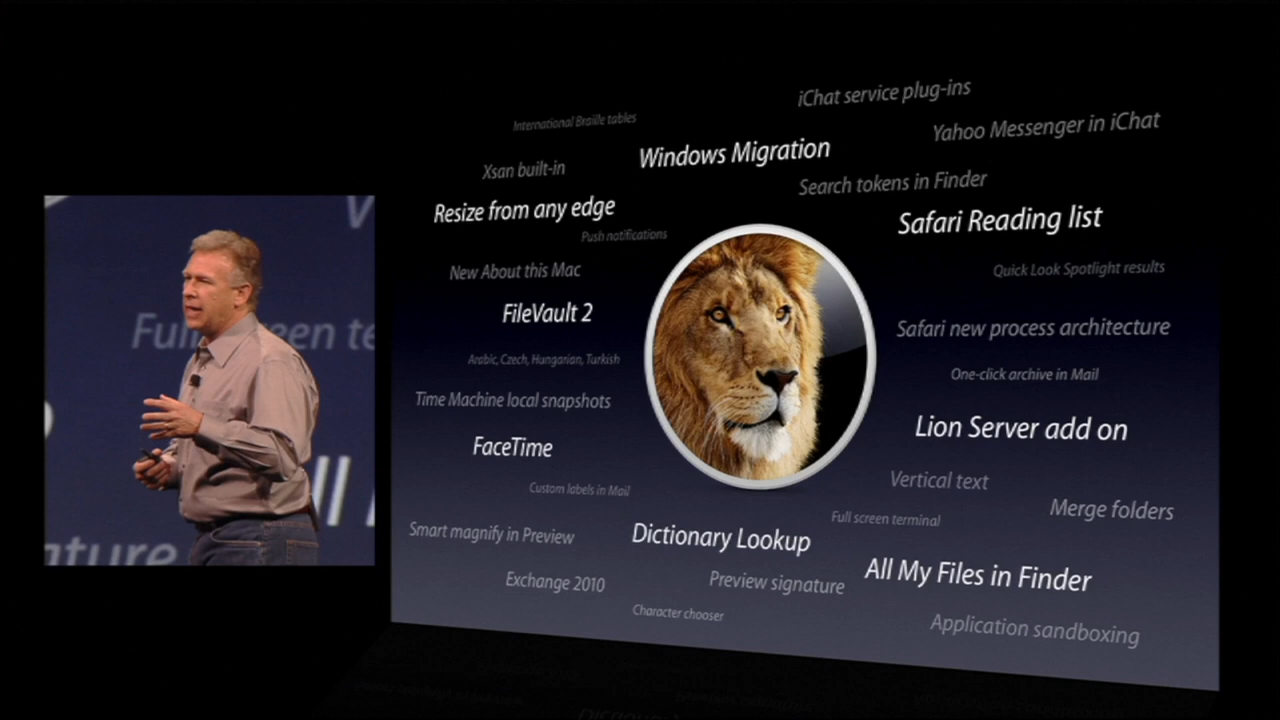 iChat service plug-ins
International Braille tables
Yahoo Messenger in iChat
Windows Migration
Xsan built-in
Search tokens in Finder
Resize from any edge
Safari Reading list
Push notifications
New About this Mac
Quick Look Spotlight results
FileVault 2
Safari new process architecture
Arabic, Czech, Hungarian, Turkish
One-click archive in Mail
Time Machine local snapshots
Lion Server add on
FaceTime
Vertical text
Custom labels in Mail
Merge folders
Full screen terminal
Smart magnify in Preview
Dictionary Lookup
All My Files in Finder
Exchange 2010
Preview signature
Character chooser
Application sandboxing